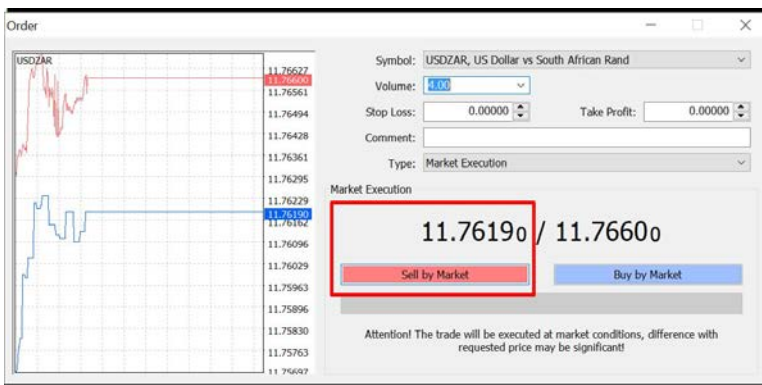 Order
USDZAR
11.76627
11.76600
11.76561
11.76494
11.76428
11.76361
11.76295
11.76229
11.76190
11.76162
11.76096
11.76029
11.75963
11.75896
11.75830
11.75763
11.75697
Symbol: USDZAR, US Dollar vs South African Rand
Volume: 4.00
Stop Loss: 0.00000 Take Profit: 0.00000
Comment:
Type: Market Execution
Market Execution
11.76190 / 11.76600
Sell by Market Buy by Market
Attention! The trade will be executed at market conditions, difference with
requested price may be significant!